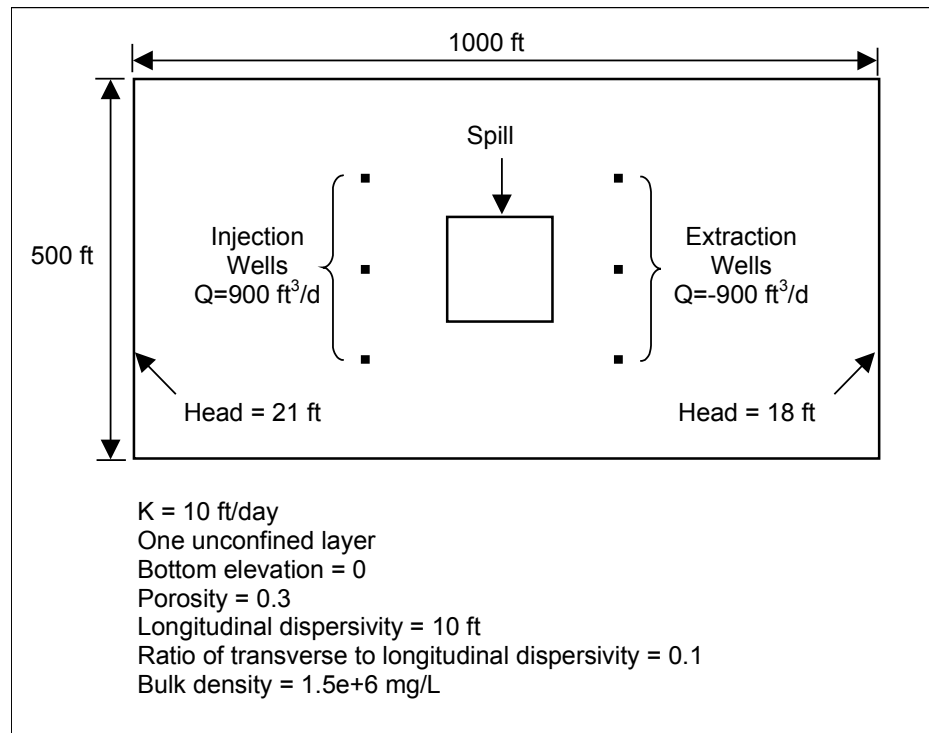 1000 ft
Spill
500 ft
Injection
Wells
Q=900 ft³/d
Extraction
Wells
Q=-900 ft³/d
Head = 21 ft
Head = 18 ft
K = 10 ft/day
One unconfined layer
Bottom elevation = 0
Porosity = 0.3
Longitudinal dispersivity = 10 ft
Ratio of transverse to longitudinal dispersivity = 0.1
Bulk density = 1.5e+6 mg/L